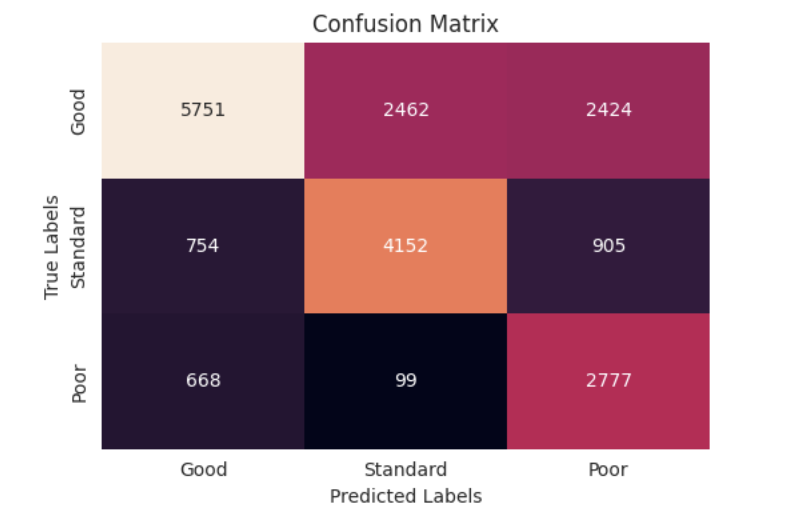 Confusion Matrix
True Labels
Good
5751 2462 2424
Standard
754 4152 905
Poor
668 99 2777
Good Standard Poor
Predicted Labels